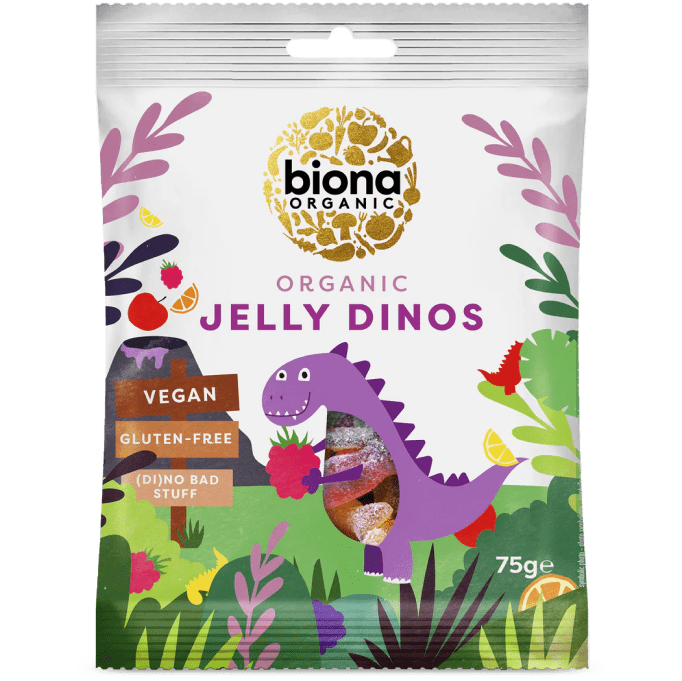 biona
ORGANIC
ORGANIC
JELLY DINOS
VEGAN
GLUTEN-FREE
(DI)NO BAD
STUFF
75g℮